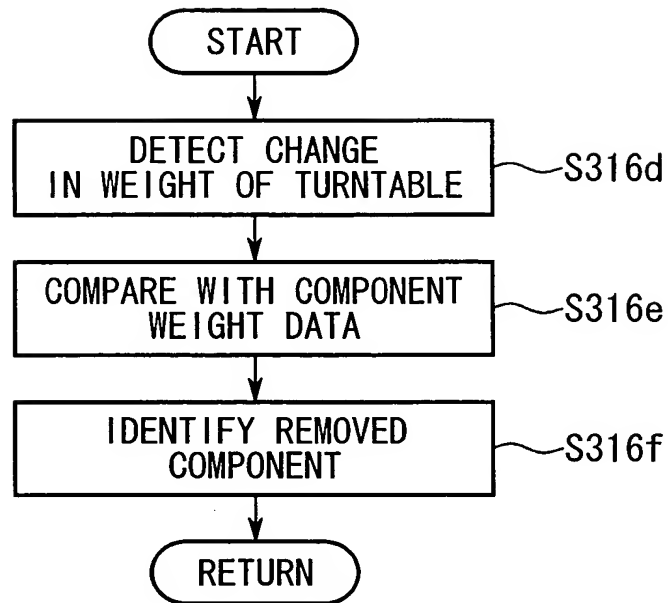 START
DETECT CHANGE
IN WEIGHT OF TURNTABLE
S316d
COMPARE WITH COMPONENT
WEIGHT DATA
S316e
IDENTIFY REMOVED
COMPONENT
S316f
RETURN